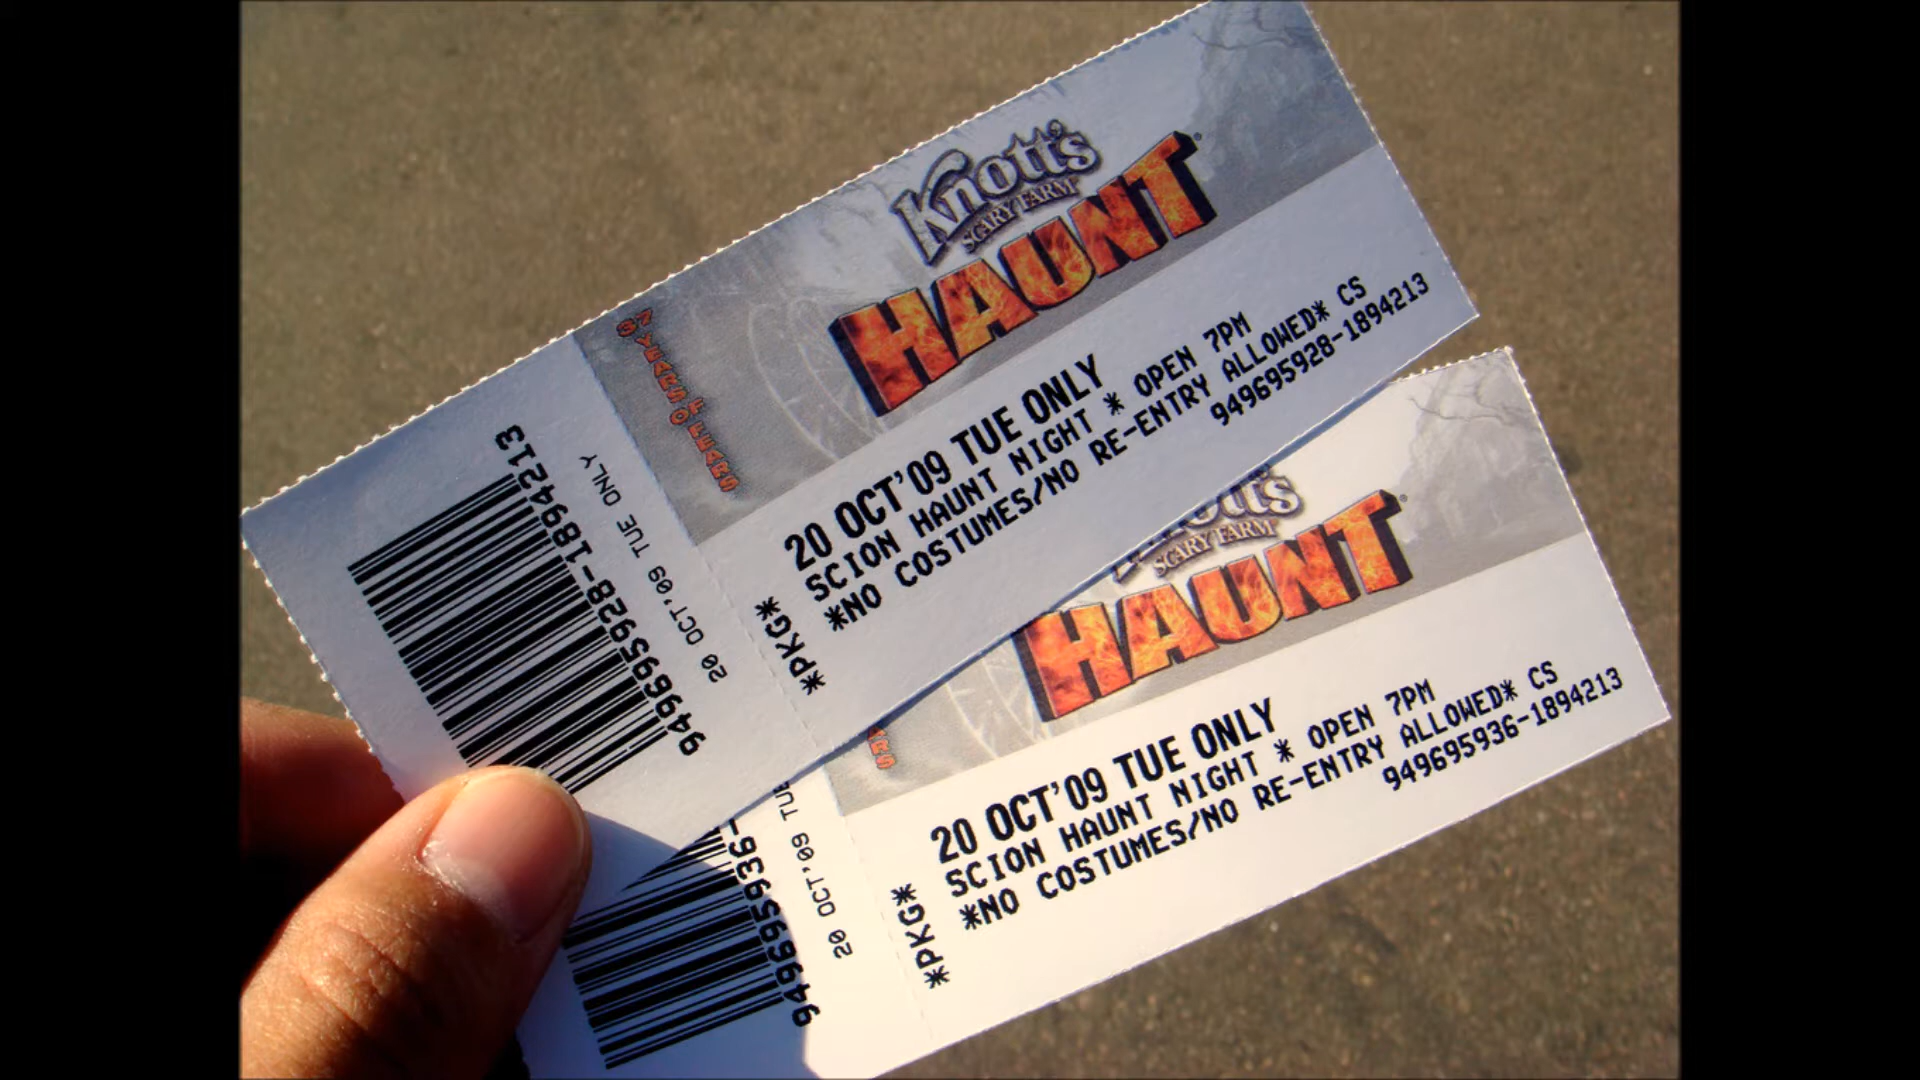 Knott's
SCARY FARM
HAUNT
37 YEARS OF FEARS
20 OCT'09 TUE ONLY
SCION HAUNT NIGHT * OPEN 7PM
*NO COSTUMES/NO RE-ENTRY ALLOWED* CS
949695928-1894213
*PKG*
20 OCT'09 TUE ONLY
949695928-1894213
SCARY FARM
HAUNT
20 OCT'09 TUE ONLY
SCION HAUNT NIGHT * OPEN 7PM
*NO COSTUMES/NO RE-ENTRY ALLOWED* CS
949695936-1894213
*PKG*
20 OCT'09 TUE
949695936-